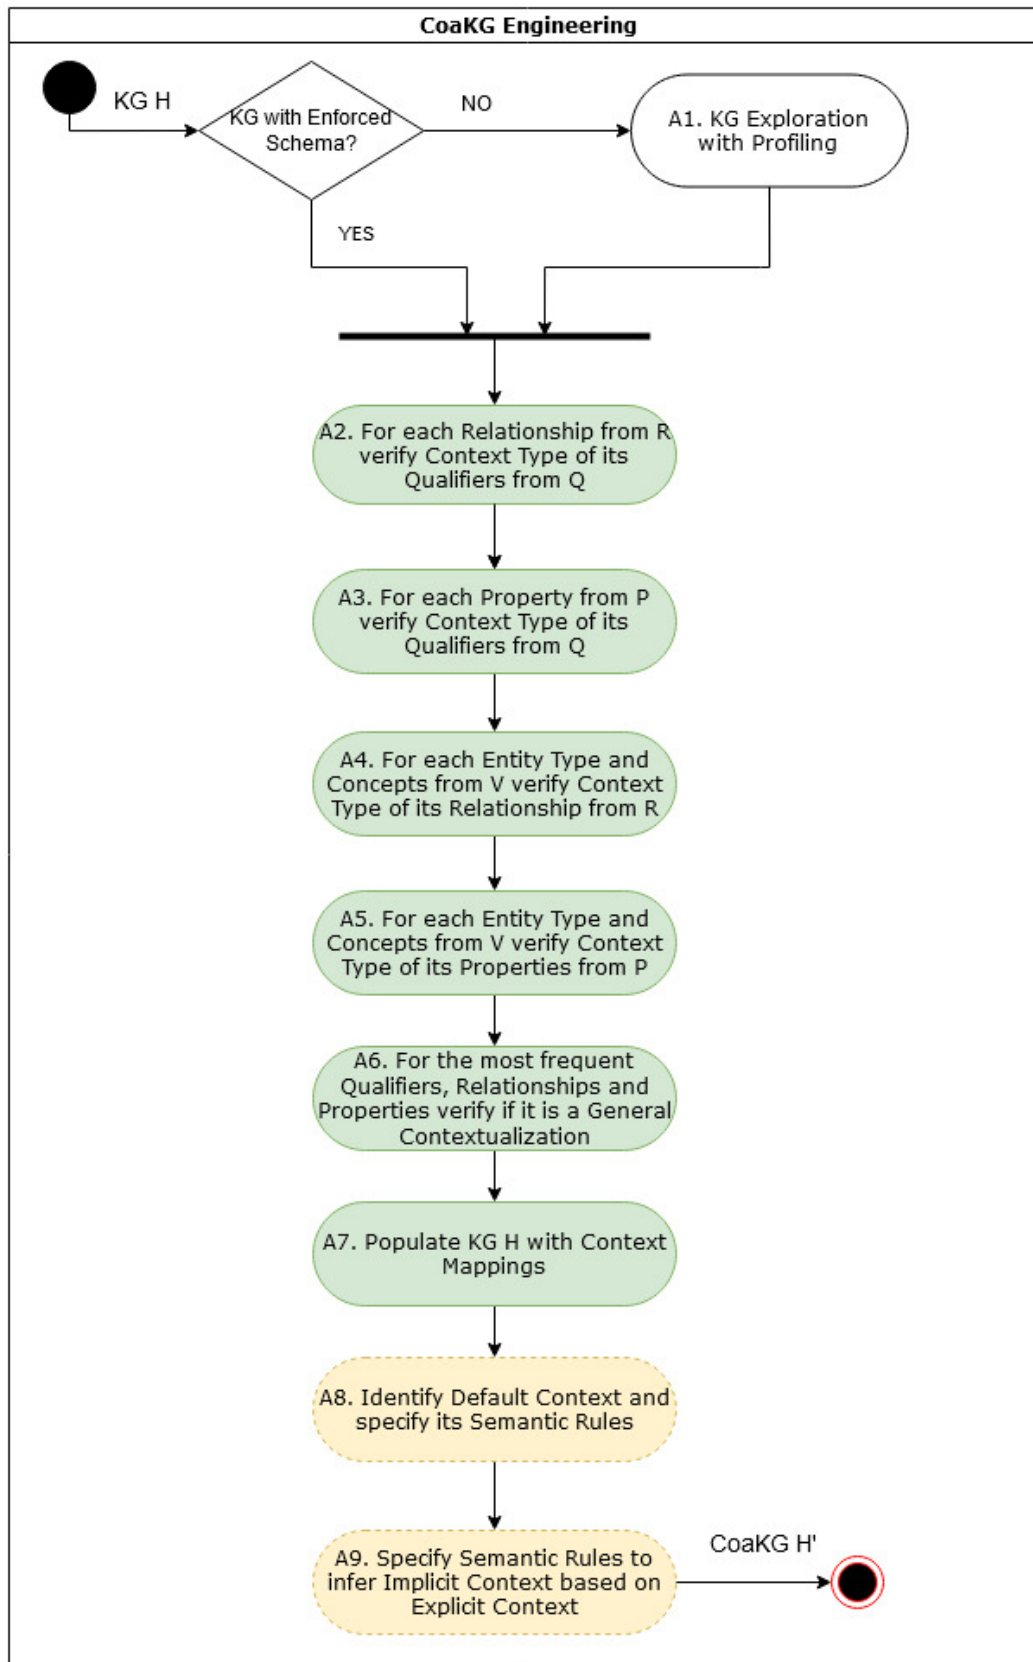 CoaKG Engineering
KG H
KG with Enforced
Schema?
NO
A1. KG Exploration
with Profiling
YES
A2. For each Relationship from R
verify Context Type of its
Qualifiers from Q
A3. For each Property from P
verify Context Type of its
Qualifiers from Q
A4. For each Entity Type and
Concepts from V verify Context
Type of its Relationship from R
A5. For each Entity Type and
Concepts from V verify Context
Type of its Properties from P
A6. For the most frequent
Qualifiers, Relationships and
Properties verify if it is a General
Contextualization
A7. Populate KG H with Context
Mappings
A8. Identify Default Context and
specify its Semantic Rules
A9. Specify Semantic Rules to
infer Implicit Context based on
Explicit Context
CoaKG H'